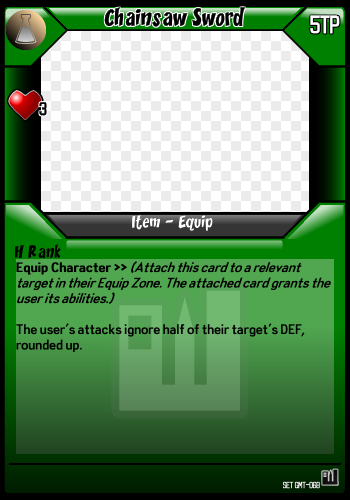 Chainsaw Sword
5TP
3
Item - Equip
H Rank
Equip Character >> (Attach this card to a relevant
target in their Equip Zone. The attached card grants the
user its abilities.)
The user's attacks ignore half of their target's DEF,
rounded up.
SET GMT-068